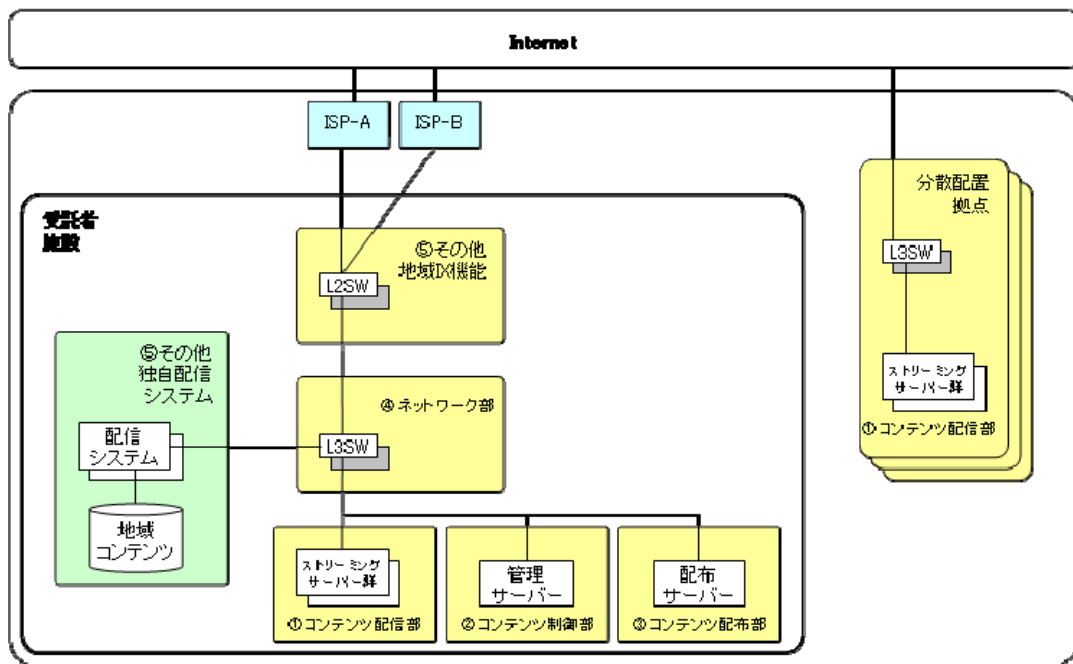 Internet
ISP-A
ISP-B
受託者
施設
⑤その他
地域IX機能
L2SW
分散配置
拠点
L3SW
ストリーミング
サーバー群
①コンテンツ配信部
⑤その他
独自配信
システム
配信
システム
地域
コンテンツ
④ネットワーク部
L3SW
ストリーミング
サーバー群
①コンテンツ配信部
管理
サーバー
②コンテンツ制御部
配布
サーバー
③コンテンツ配布部